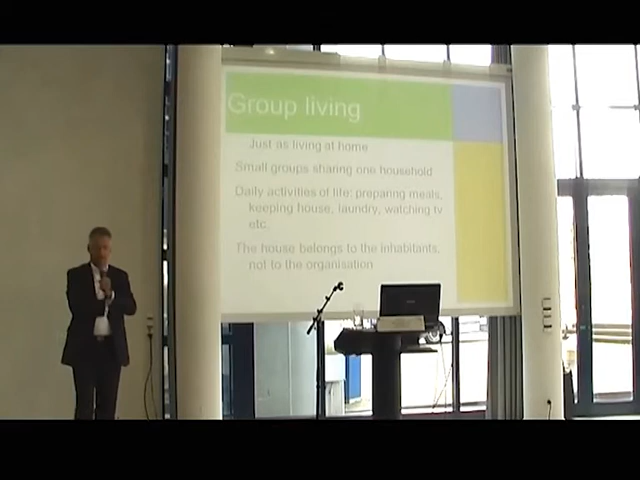 Group living
Just as living at home
Small groups sharing one household
Daily activities of life: preparing meals,
keeping house, laundry, watching tv
etc.
The house belongs to the inhabitants,
not to the organisation